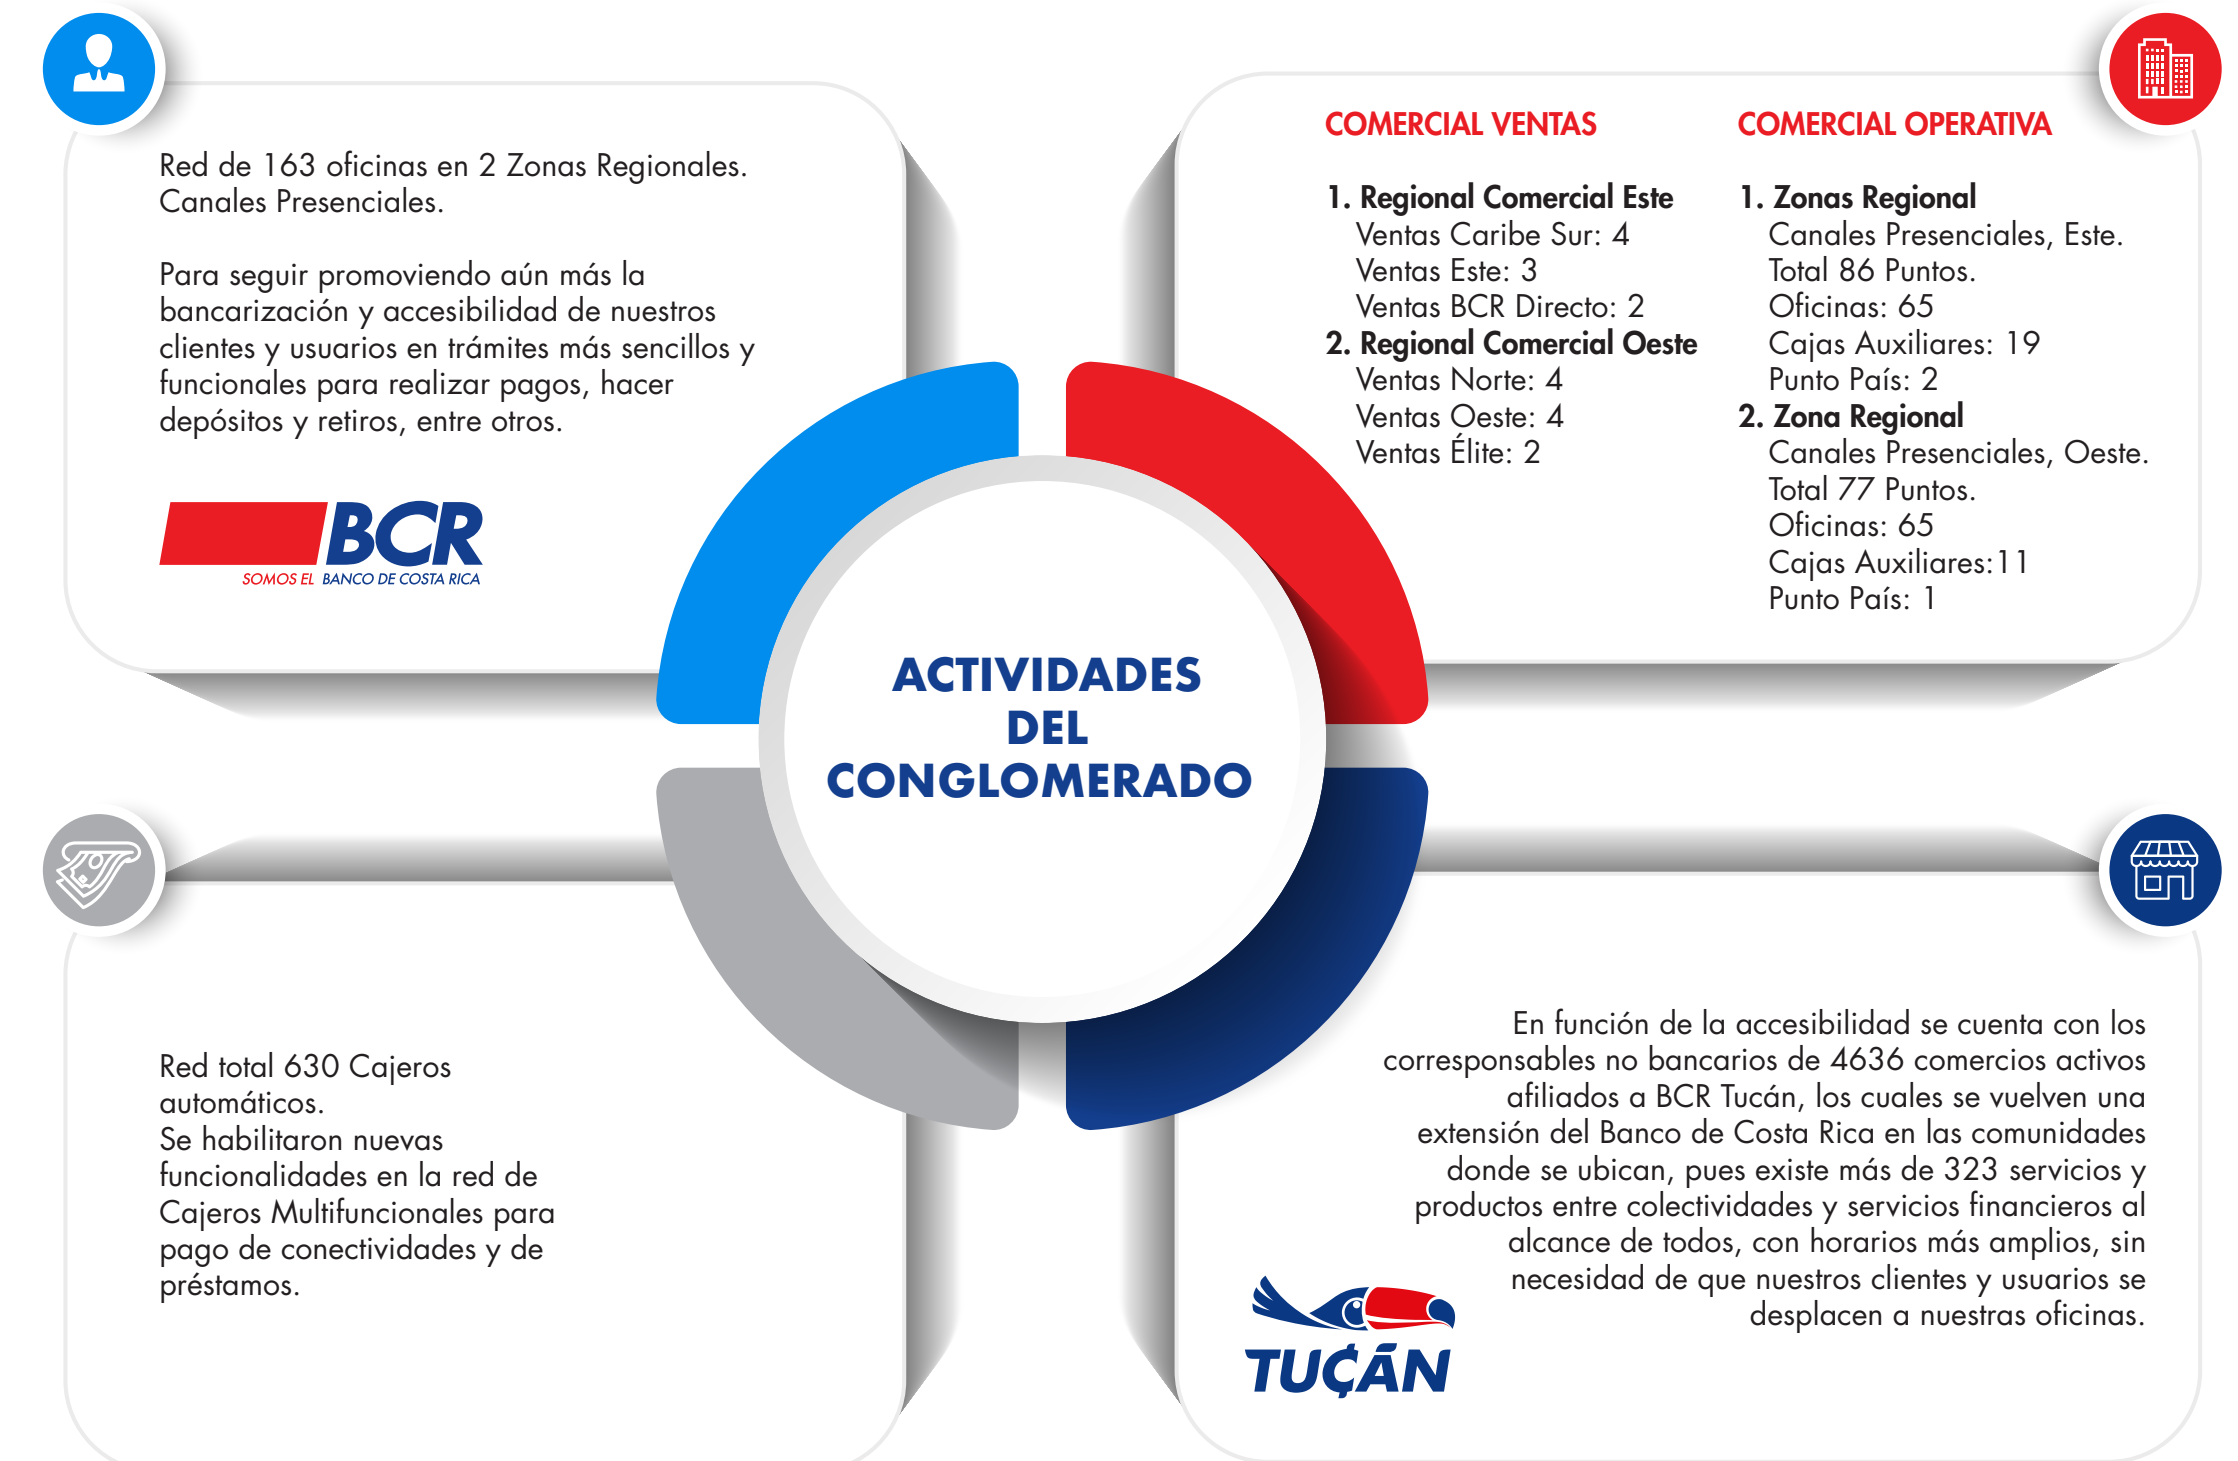 Red de 163 oficinas en 2 Zonas Regionales.
Canales Presenciales.
Para seguir promoviendo aún más la
bancarización y accesibilidad de nuestros
clientes y usuarios en trámites más sencillos y
funcionales para realizar pagos, hacer
depósitos y retiros, entre otros.
BCR
SOMOS EL BANCO DE COSTA RICA
COMERCIAL VENTAS
1. Regional Comercial Este
Ventas Caribe Sur: 4
Ventas Este: 3
Ventas BCR Directo: 2
2. Regional Comercial Oeste
Ventas Norte: 4
Ventas Oeste: 4
Ventas Élite: 2
COMERCIAL OPERATIVA
1. Zonas Regional
Canales Presenciales, Este.
Total 86 Puntos.
Oficinas: 65
Cajas Auxiliares: 19
Punto País: 2
2. Zona Regional
Canales Presenciales, Oeste.
Total 77 Puntos.
Oficinas: 65
Cajas Auxiliares:11
Punto País: 1
ACTIVIDADES
DEL
CONGLOMERADO
Red total 630 Cajeros
automáticos.
Se habilitaron nuevas
funcionalidades en la red de
Cajeros Multifuncionales para
pago de conectividades y de
préstamos.
En función de la accesibilidad se cuenta con los
corresponsables no bancarios de 4636 comercios activos
afiliados a BCR Tucán, los cuales se vuelven una
extensión del Banco de Costa Rica en las comunidades
donde se ubican, pues existe más de 323 servicios y
productos entre colectividades y servicios financieros al
alcance de todos, con horarios más amplios, sin
necesidad de que nuestros clientes y usuarios se
desplacen a nuestras oficinas.
TU₡ÁN